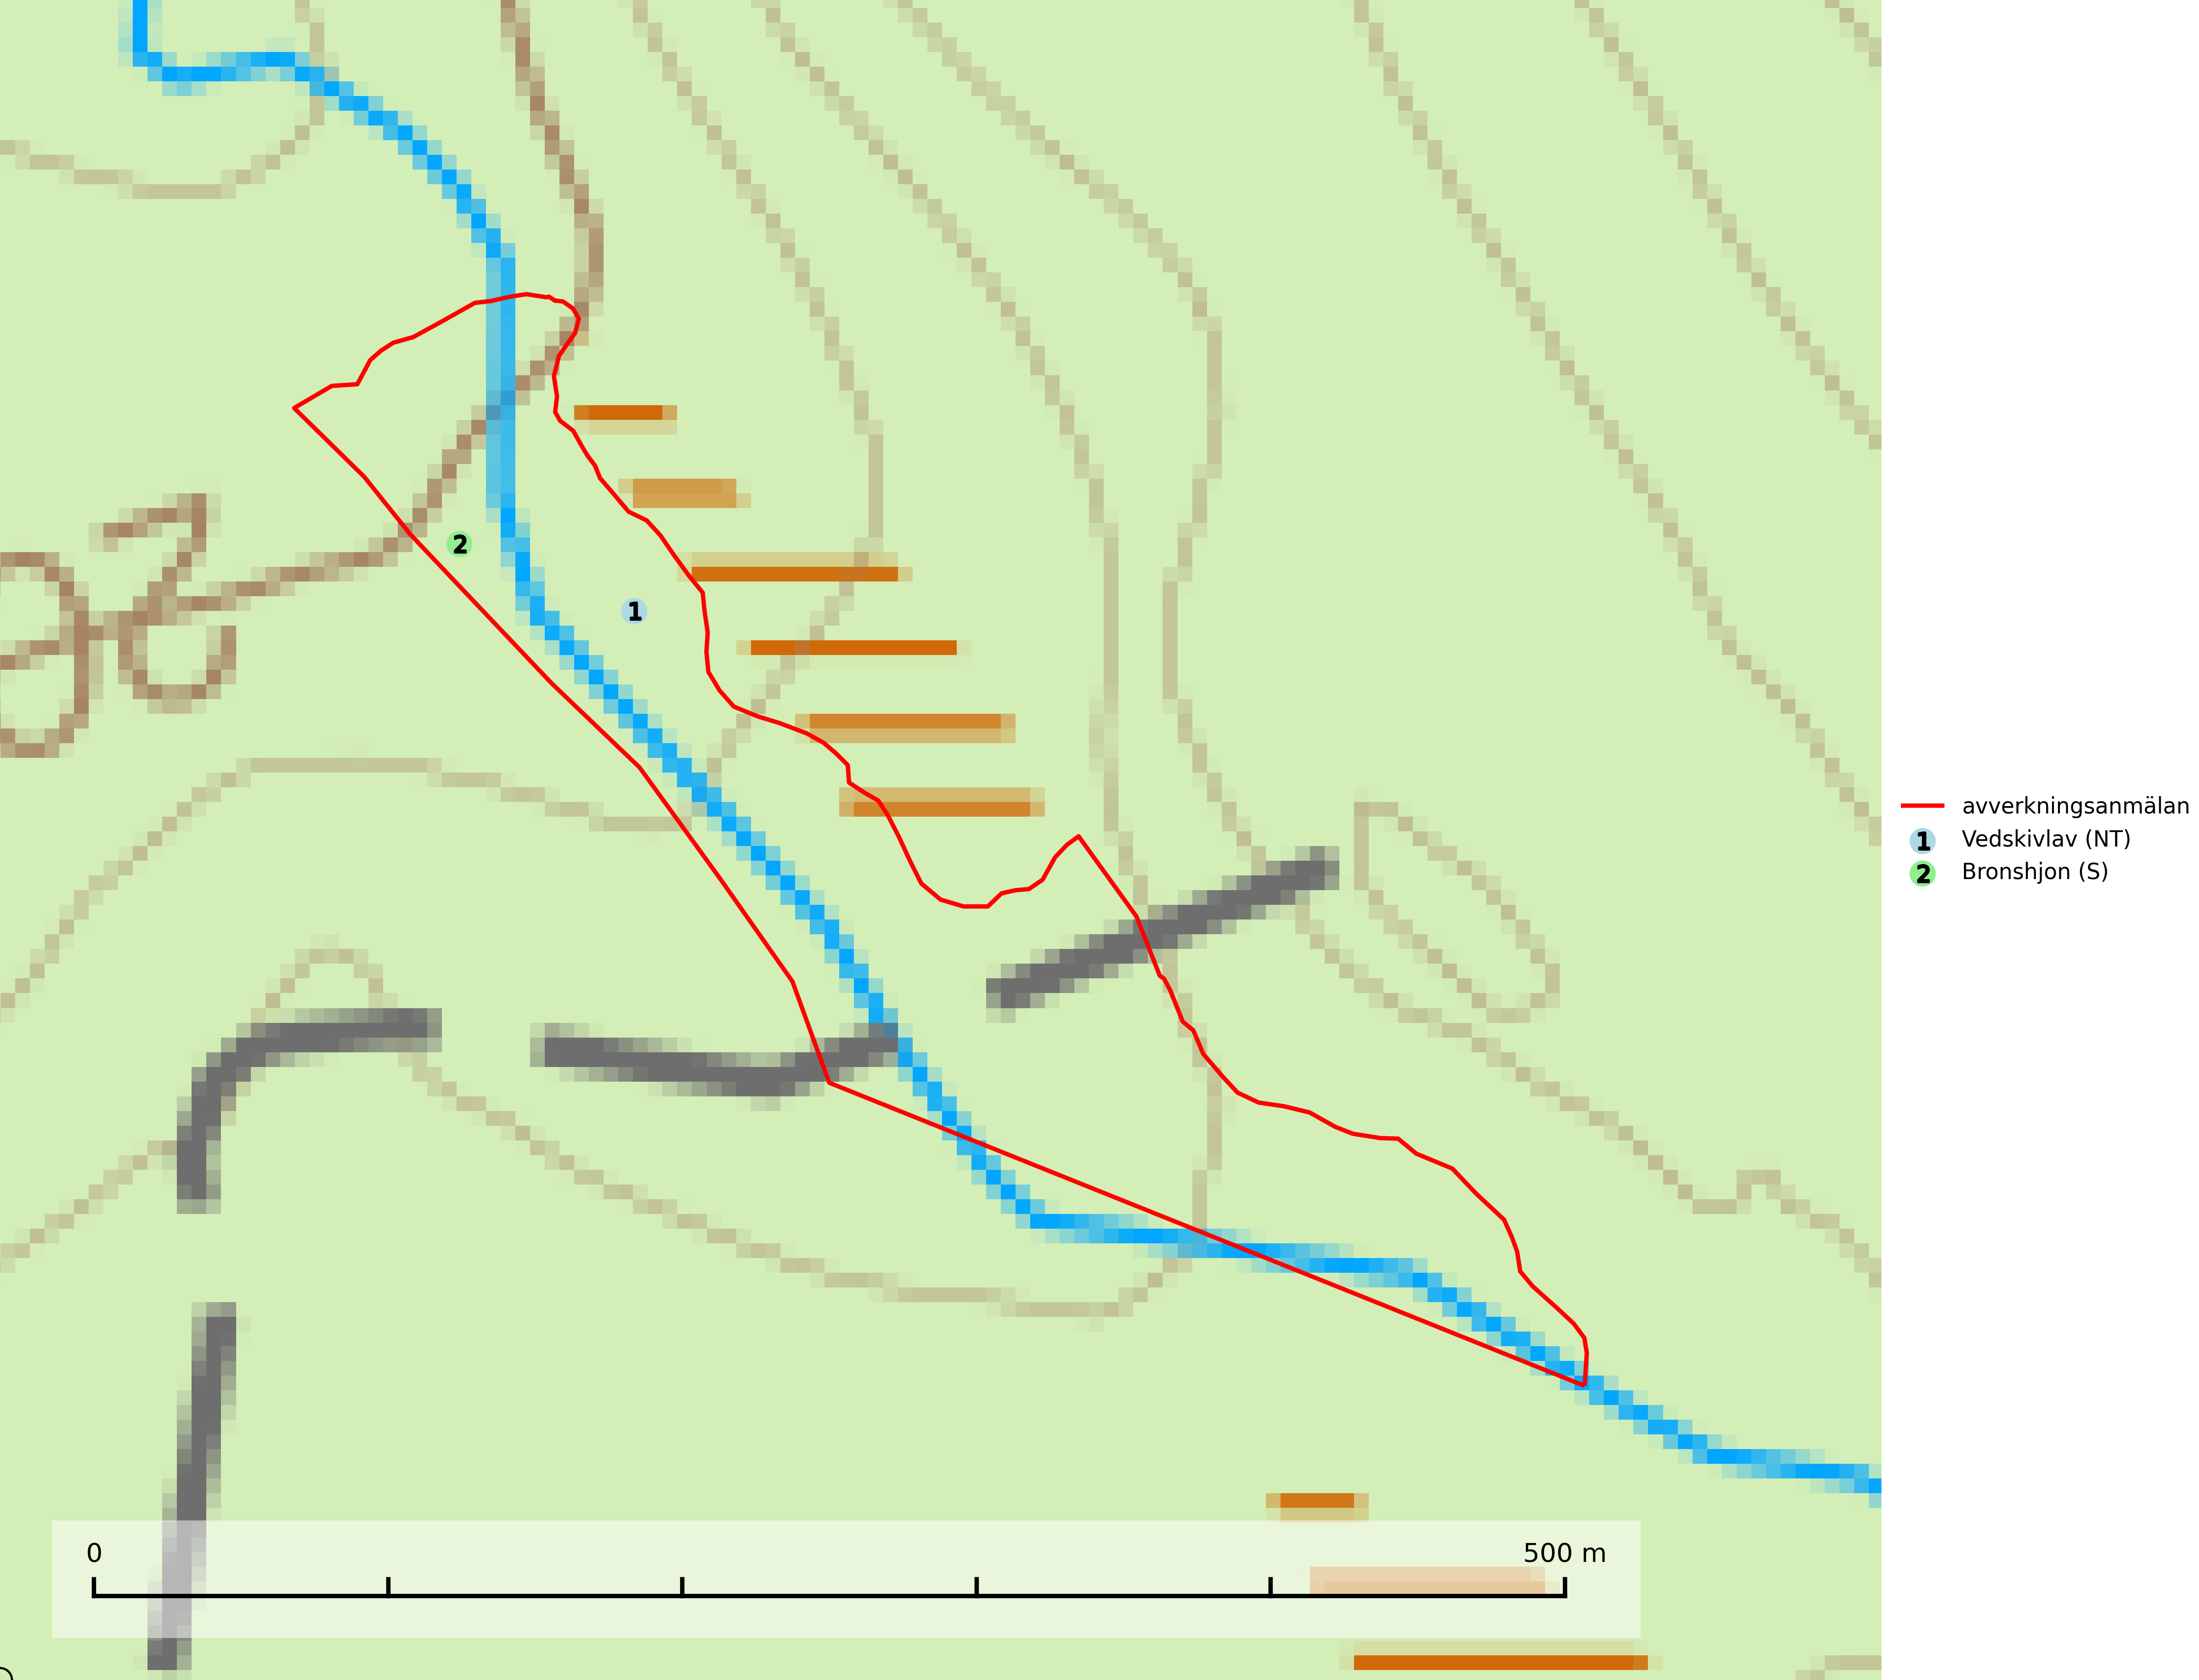 2
1
avverkningsanmälan
1 Vedskivlav (NT)
2 Bronshjon (S)
0 500 m